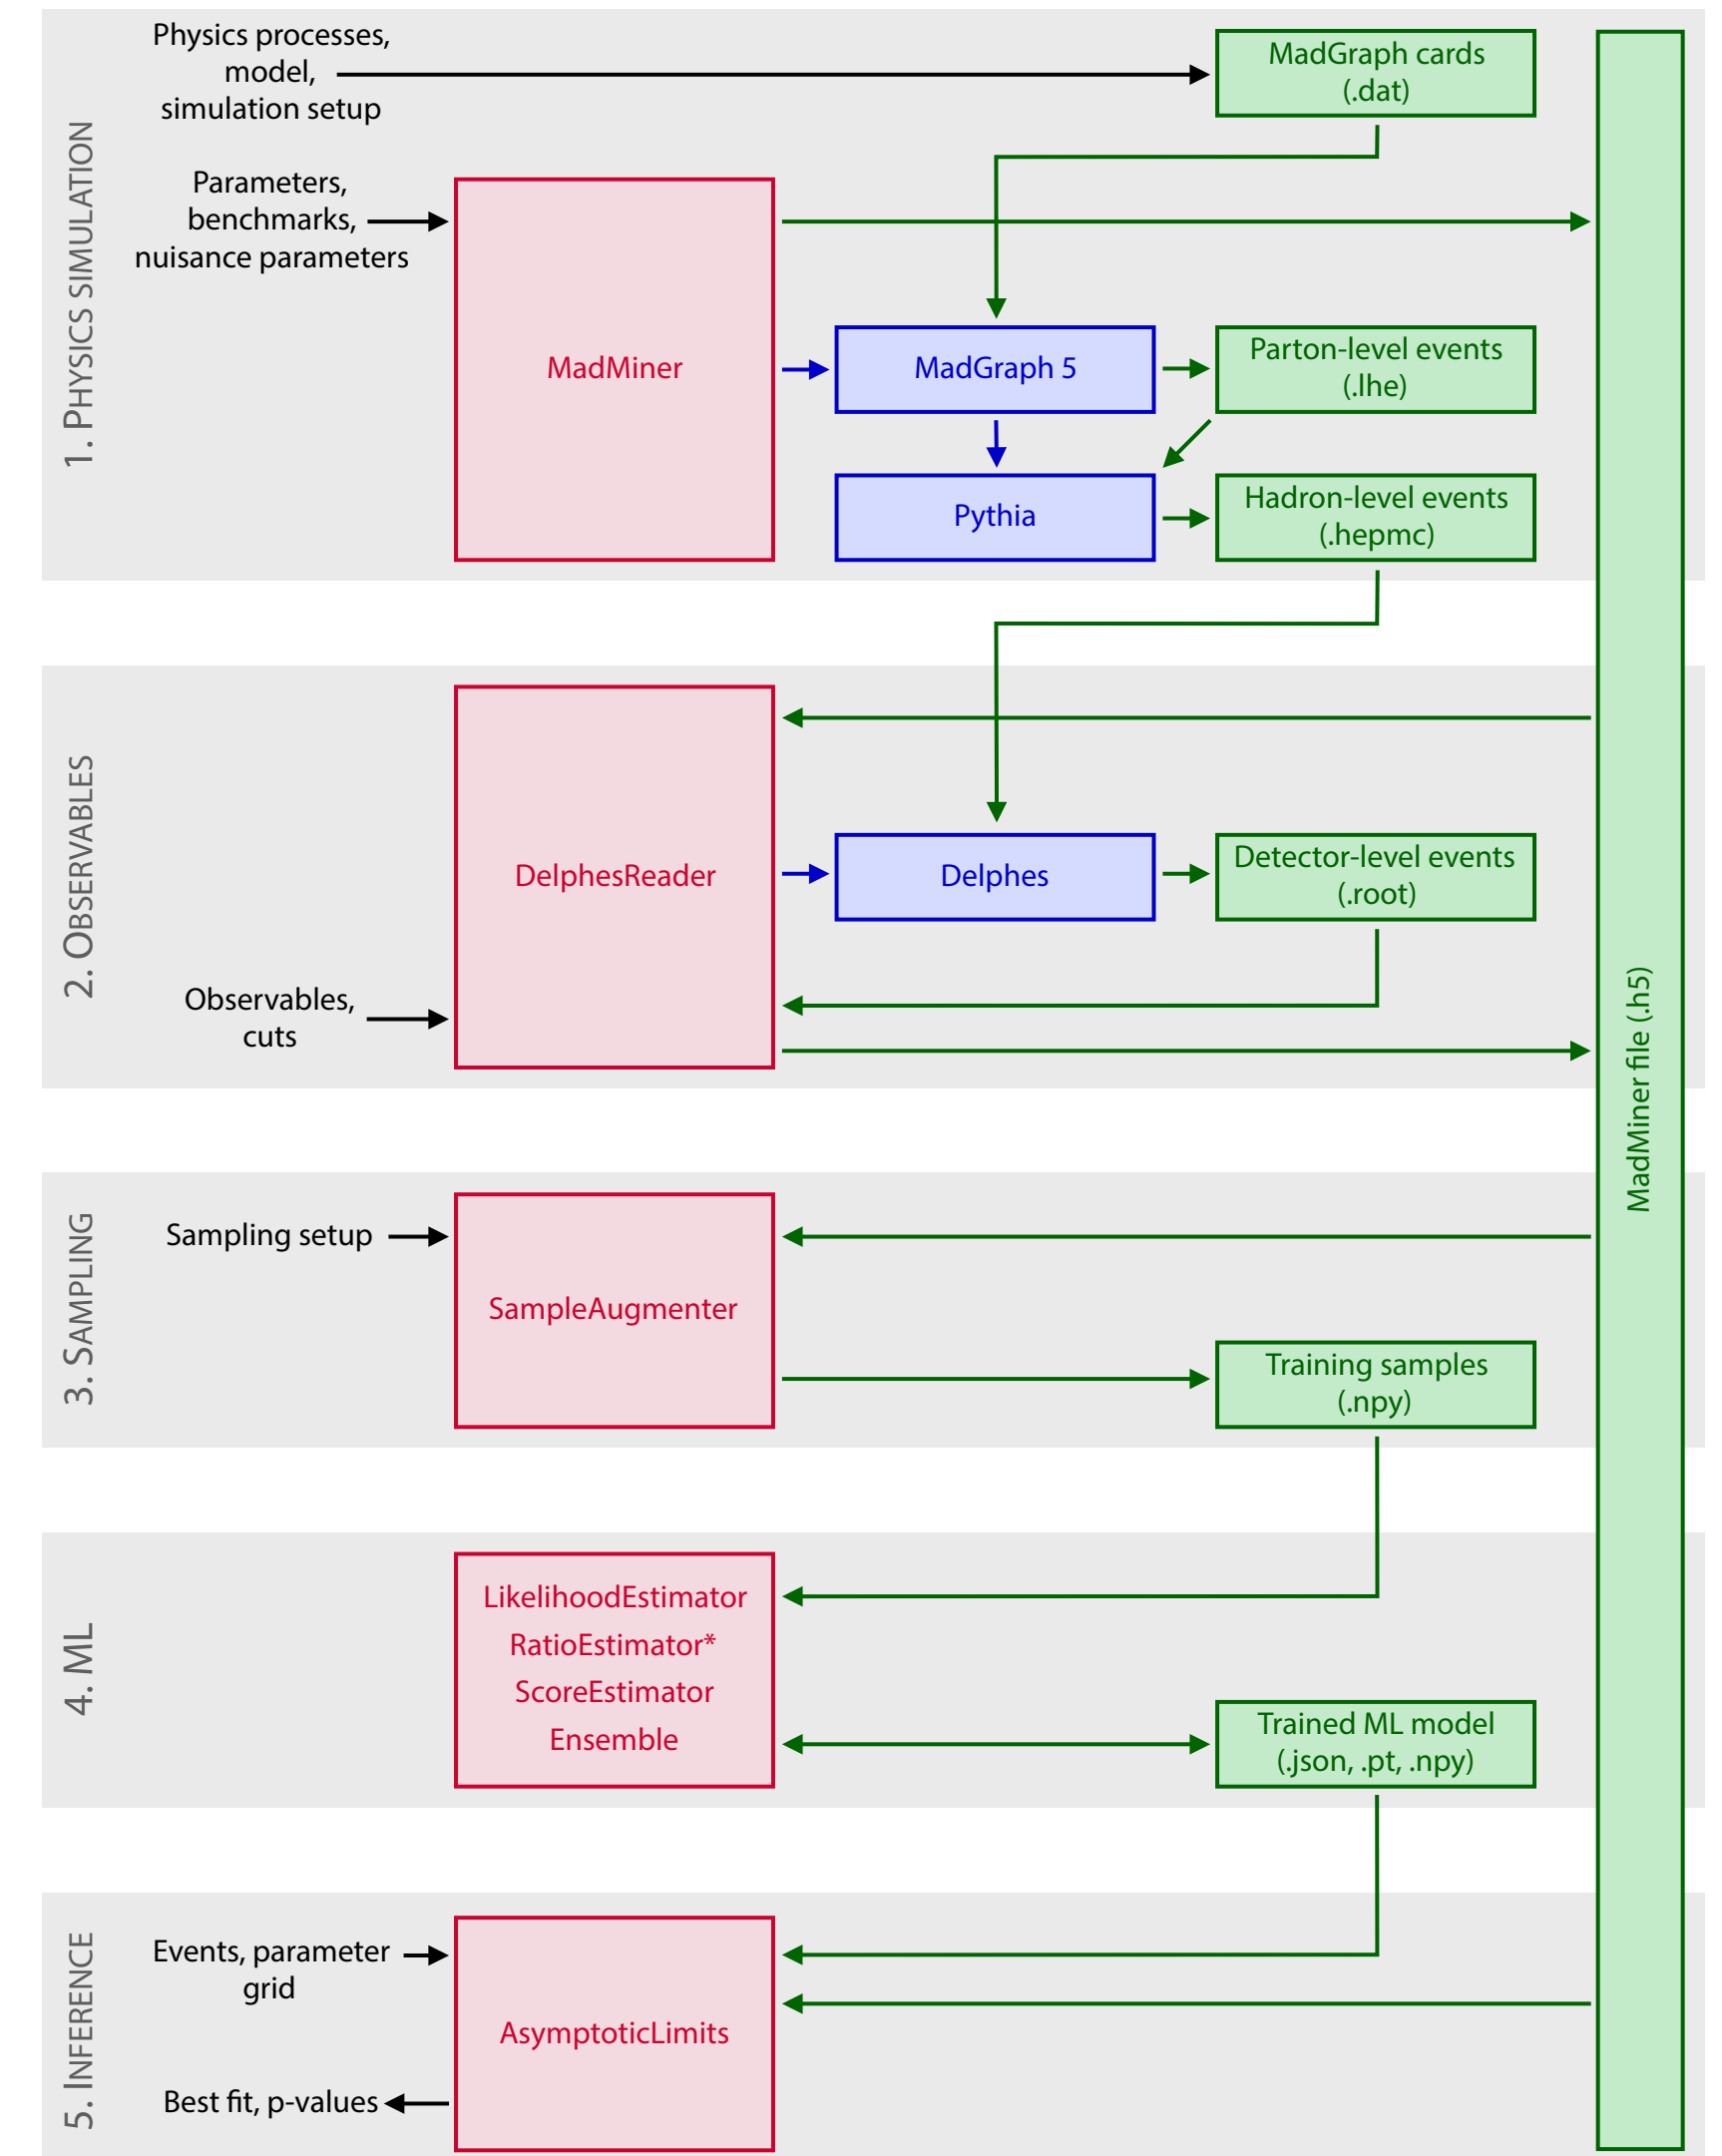 1. PHYSICS SIMULATION
Physics processes,
model,
simulation setup
MadGraph cards
(.dat)
Parameters,
benchmarks,
nuisance parameters
MadMiner
MadGraph 5
Parton-level events
(.lhe)
Pythia
Hadron-level events
(.hepmc)
2. OBSERVABLES
DelphesReader
Delphes
Detector-level events
(.root)
Observables,
cuts
MadMiner file (.h5)
3. SAMPLING
Sampling setup
SampleAugmenter
Training samples
(.npy)
4. ML
LikelihoodEstimator
RatioEstimator*
ScoreEstimator
Ensemble
Trained ML model
(.json, .pt, .npy)
5. INFERENCE
Events, parameter
grid
AsymptoticLimits
Best fit, p-values